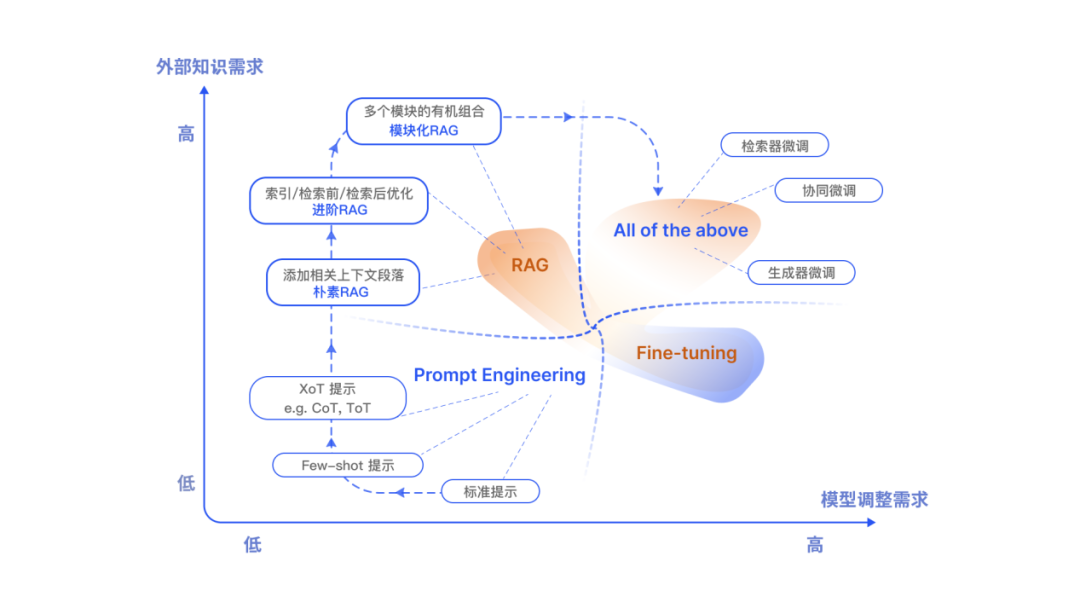 外部知识需求
高
多个模块的有机组合
模块化RAG
检索器微调
索引/检索前/检索后优化
进阶RAG
协同微调
All of the above
RAG
添加相关上下文段落
朴素RAG
生成器微调
Fine-tuning
Prompt Engineering
XoT 提示
e.g. CoT, ToT
Few-shot 提示
低
标准提示
模型调整需求
低
高